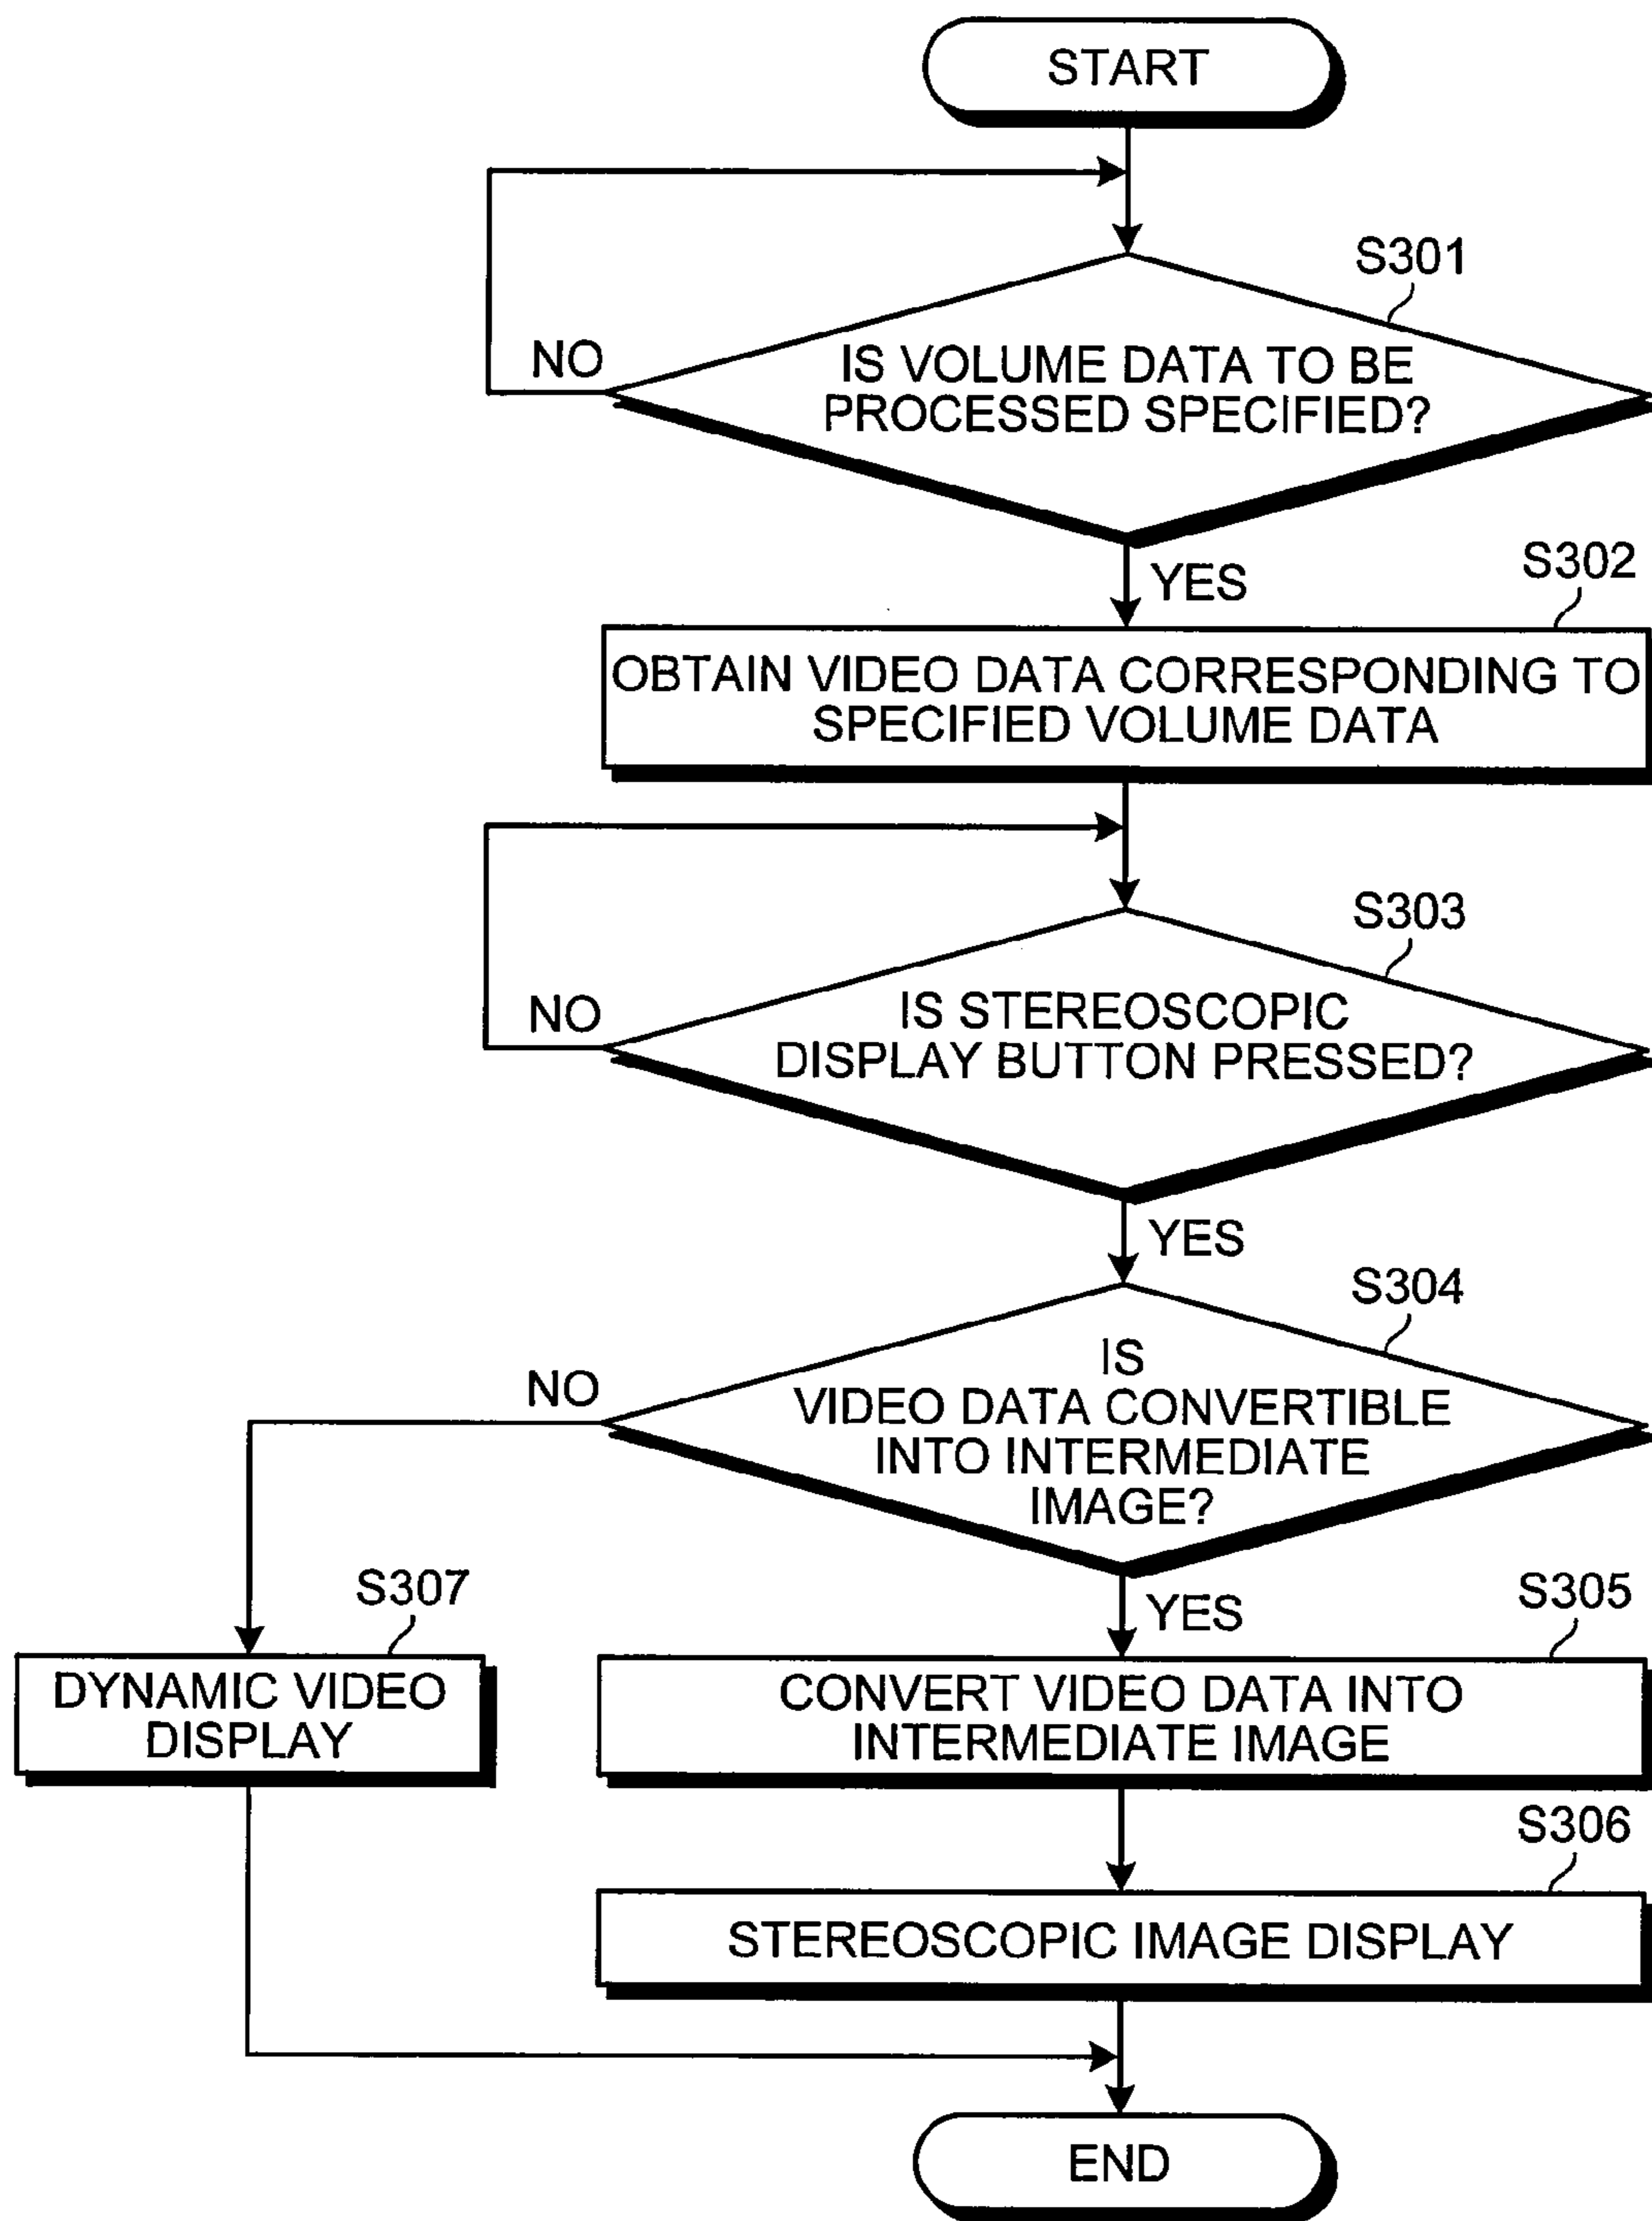 START
S301
NO
IS VOLUME DATA TO BE
PROCESSED SPECIFIED?
YES
S302
OBTAIN VIDEO DATA CORRESPONDING TO
SPECIFIED VOLUME DATA
S303
NO
IS STEREOSCOPIC
DISPLAY BUTTON PRESSED?
YES
S304
NO
IS
VIDEO DATA CONVERTIBLE
INTO INTERMEDIATE
IMAGE?
S307
YES
S305
DYNAMIC VIDEO
DISPLAY
CONVERT VIDEO DATA INTO
INTERMEDIATE IMAGE
S306
STEREOSCOPIC IMAGE DISPLAY
END